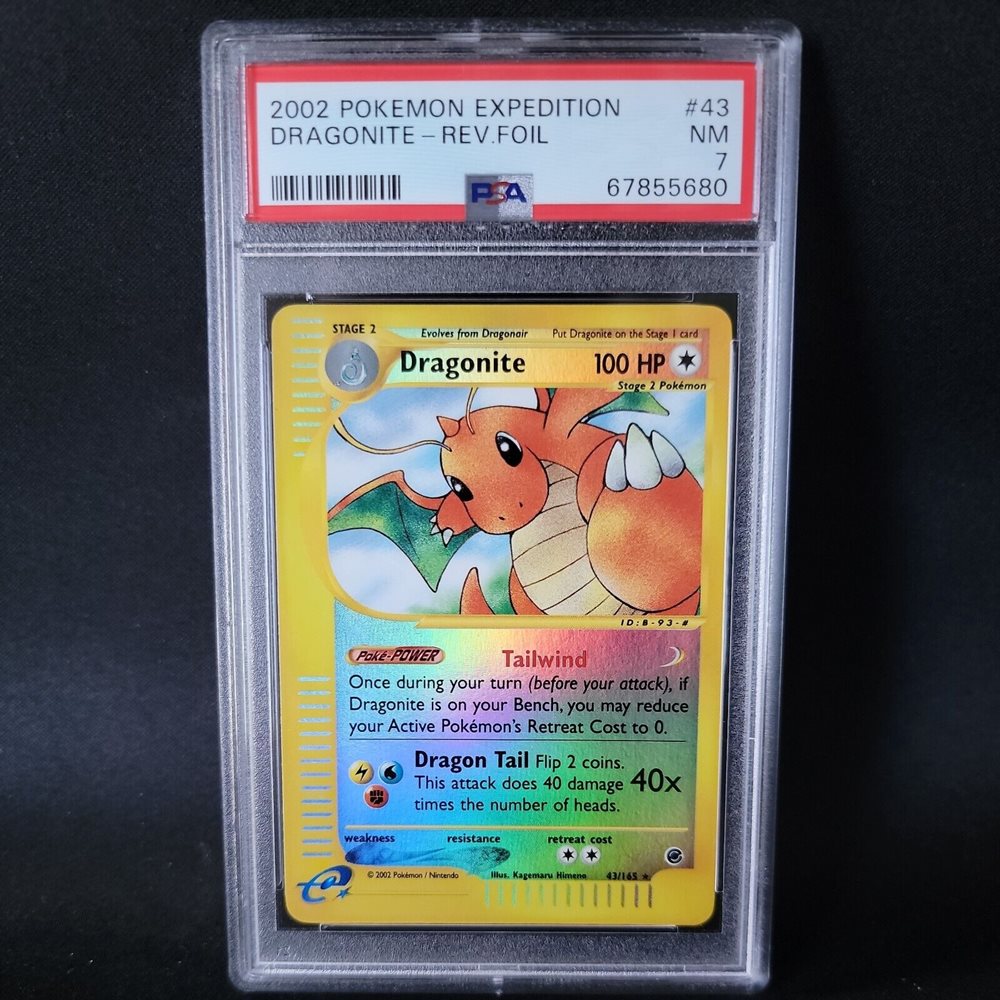 2002 POKEMON EXPEDITION #43
DRAGONITE – REV.FOIL NM
7
PSA 67855680
STAGE 2 Evolves from Dragonair Put Dragonite on the Stage 1 card
Dragonite 100 HP
Stage 2 Pokémon
ID:B-93-#
Poké-POWER Tailwind
Once during your turn (before your attack), if
Dragonite is on your Bench, you may reduce
your Active Pokémon's Retreat Cost to 0.
Dragon Tail Flip 2 coins.
This attack does 40 damage 40x
times the number of heads.
weakness resistance retreat cost
e
© 2002 Pokémon / Nintendo Illus. Kagemaru Himeno 43/165 ★